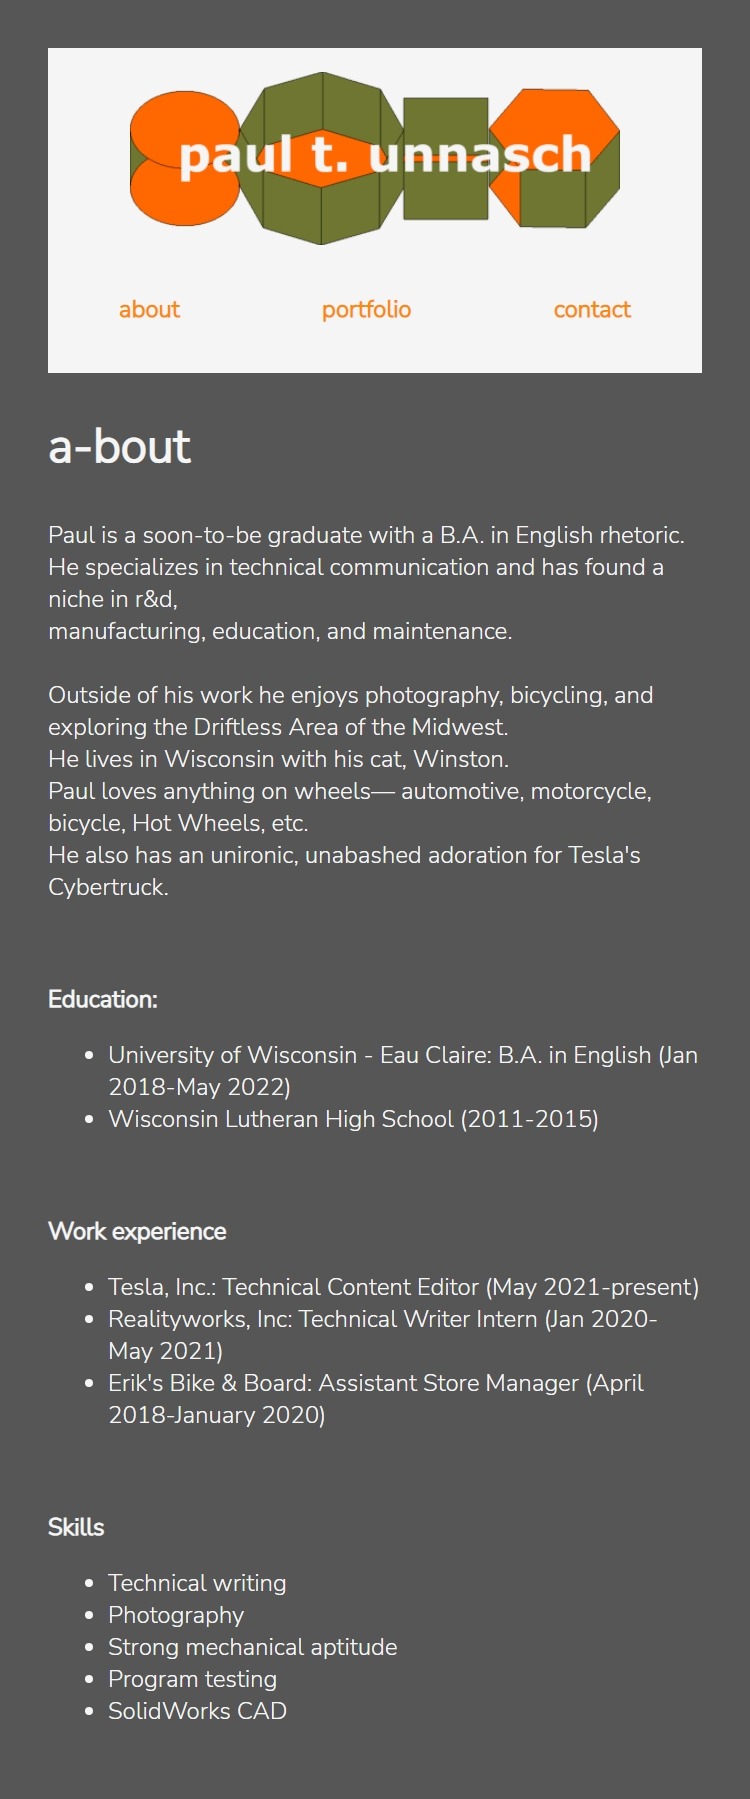 paul t. unnasch
about portfolio contact
a-bout
Paul is a soon-to-be graduate with a B.A. in English rhetoric.
He specializes in technical communication and has found a
niche in r&d,
manufacturing, education, and maintenance.
Outside of his work he enjoys photography, bicycling, and
exploring the Driftless Area of the Midwest.
He lives in Wisconsin with his cat, Winston.
Paul loves anything on wheels— automotive, motorcycle,
bicycle, Hot Wheels, etc.
He also has an unironic, unabashed adoration for Tesla's
Cybertruck.
Education:
• University of Wisconsin - Eau Claire: B.A. in English (Jan
2018-May 2022)
• Wisconsin Lutheran High School (2011-2015)
Work experience
• Tesla, Inc.: Technical Content Editor (May 2021-present)
• Realityworks, Inc: Technical Writer Intern (Jan 2020-
May 2021)
• Erik's Bike & Board: Assistant Store Manager (April
2018-January 2020)
Skills
• Technical writing
• Photography
• Strong mechanical aptitude
• Program testing
• SolidWorks CAD